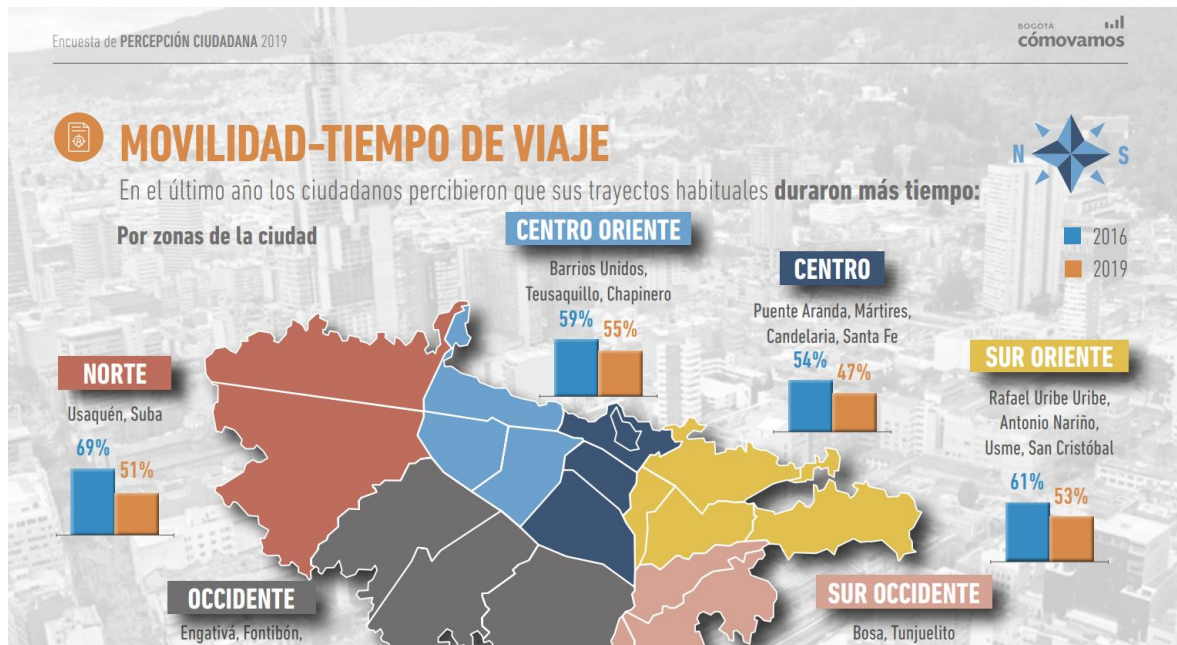 Encuesta de PERCEPCIÓN CIUDADANA 2019
BOGOTÁ
cómovamos
MOVILIDAD-TIEMPO DE VIAJE
En el último año los ciudadanos percibieron que sus trayectos habituales duraron más tiempo:
Por zonas de la ciudad
N
S
2016
2019
CENTRO ORIENTE
Barrios Unidos,
Teusaquillo, Chapinero
59%
55%
CENTRO
Puente Aranda, Mártires,
Candelaria, Santa Fe
54%
47%
SUR ORIENTE
Rafael Uribe Uribe,
Antonio Nariño,
Usme, San Cristóbal
61%
53%
NORTE
Usaquén, Suba
69%
51%
OCCIDENTE
Engativá, Fontibón,
SUR OCCIDENTE
Bosa, Tunjuelito